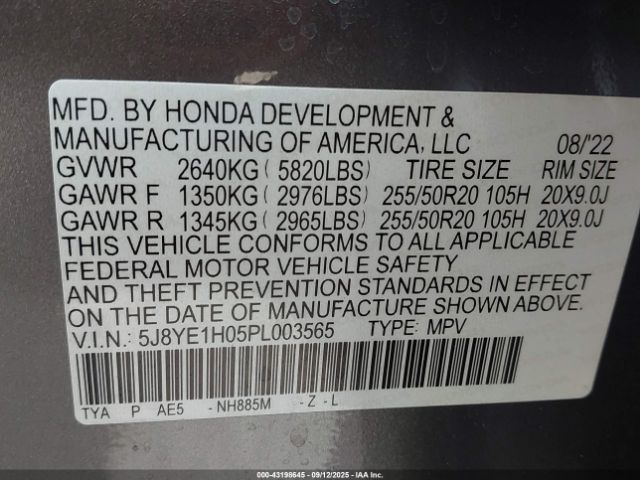 MFD. BY HONDA DEVELOPMENT &
MANUFACTURING OF AMERICA, LLC 08/'22
GVWR 2640KG ( 5820LBS) TIRE SIZE RIM SIZE
GAWR F 1350KG ( 2976LBS) 255/50R20 105H 20X9.0J
GAWR R 1345KG ( 2965LBS) 255/50R20 105H 20X9.0J
THIS VEHICLE CONFORMS TO ALL APPLICABLE
FEDERAL MOTOR VEHICLE SAFETY
AND THEFT PREVENTION STANDARDS IN EFFECT
ON THE DATE OF MANUFACTURE SHOWN ABOVE.
V.I.N.: 5J8YE1H05PL003565 TYPE: MPV
TYA P AE5 -NH885M -Z-L
000-43198645 - 09/12/2025 - IAA Inc.